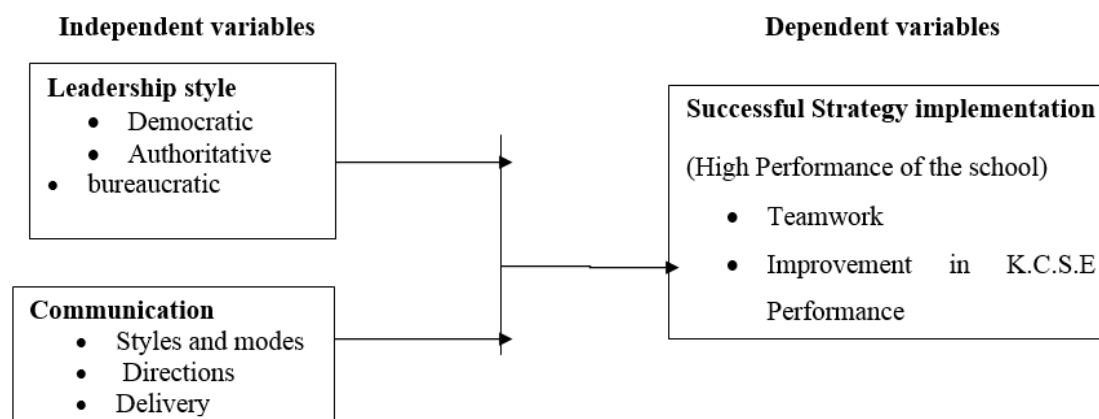 Independent variables
Dependent variables
Leadership style
• Democratic
• Authoritative
• bureaucratic
Communication
• Styles and modes
• Directions
• Delivery
Successful Strategy implementation
(High Performance of the school)
• Teamwork
• Improvement in K.C.S.E
Performance